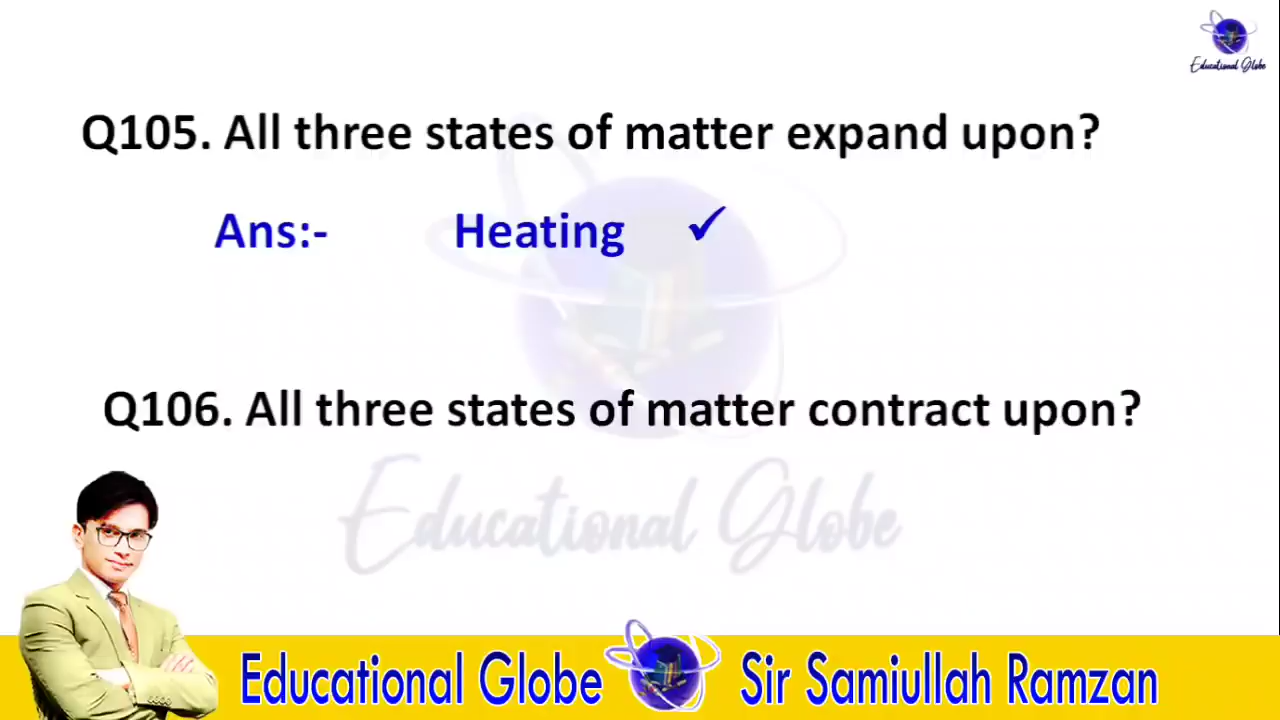 Educational Globe
Q105. All three states of matter expand upon?
Ans:- Heating ✓
Q106. All three states of matter contract upon?
Educational Globe
Educational Globe Sir Samiullah Ramzan